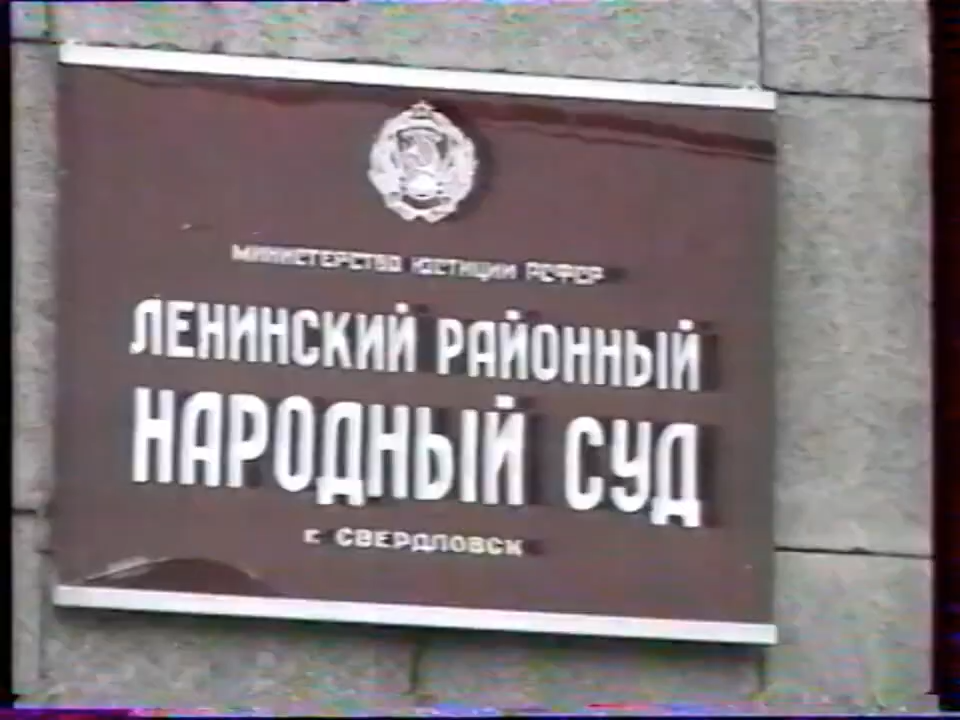 МИНИСТЕРСТВО ЮСТИЦИИ РСФСР
ЛЕНИНСКИЙ РАЙОННЫЙ
НАРОДНЫЙ СУД
г. СВЕРДЛОВСК